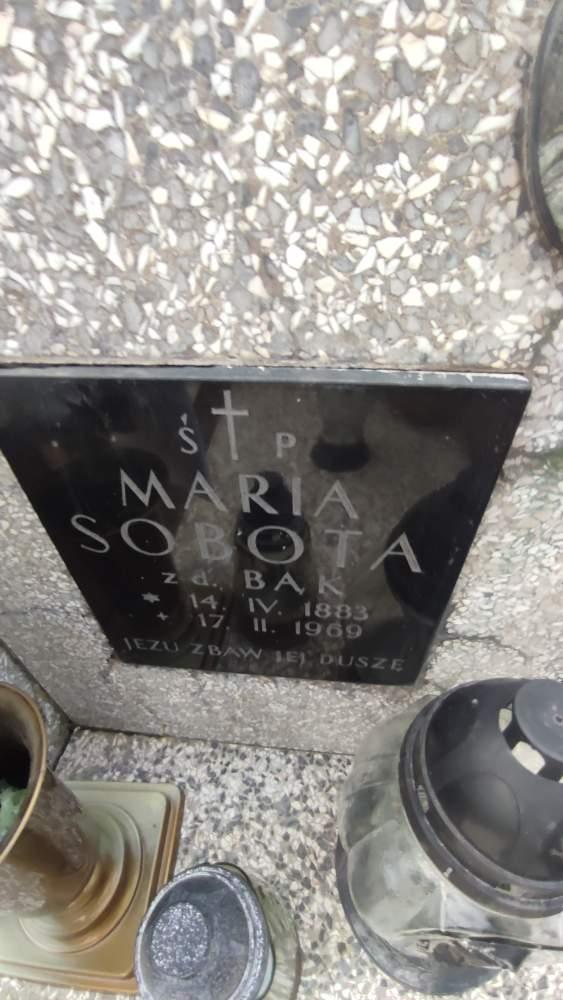 Ś † P
MARIA
SOBOTA
z d. BĄK
* 14. IV. 1883
+ 17. II. 1969
JEZU ZBAW JEJ DUSZĘ